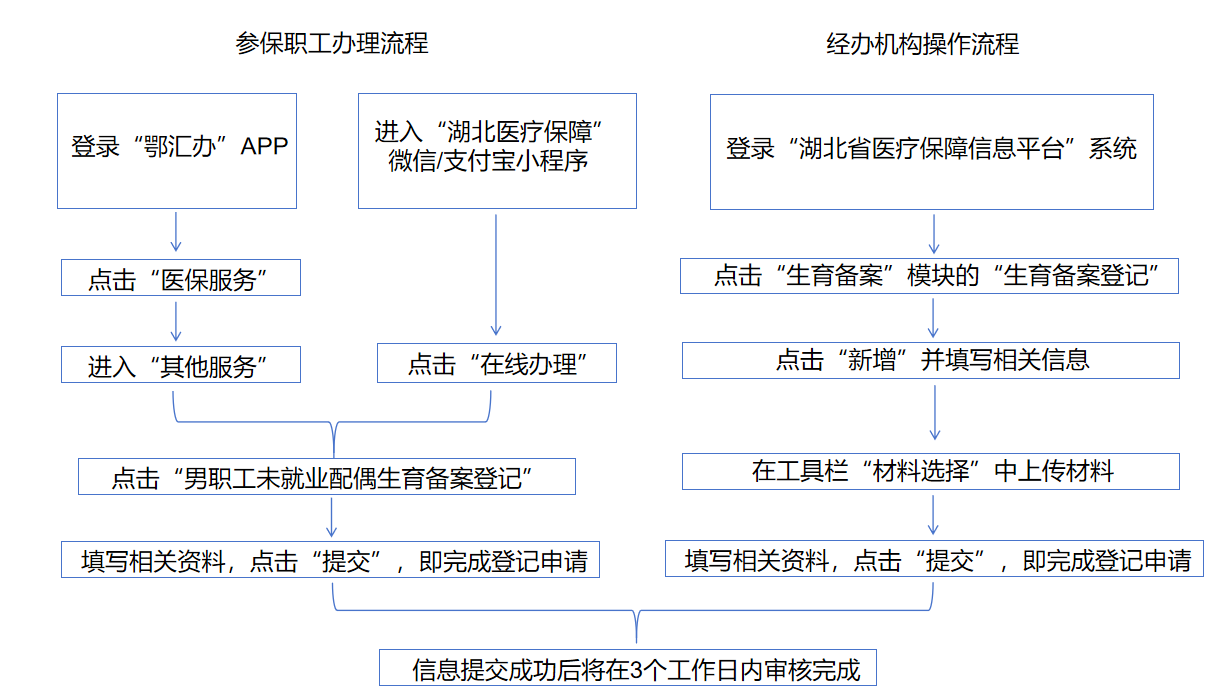 参保职工办理流程
经办机构操作流程
登录“鄂汇办”APP
进入“湖北医疗保障”
微信/支付宝小程序
登录“湖北省医疗保障信息平台”系统
点击“医保服务”
点击“生育备案”模块的“生育备案登记”
进入“其他服务”
点击“在线办理”
点击“新增”并填写相关信息
点击“男职工未就业配偶生育备案登记”
在工具栏“材料选择”中上传材料
填写相关资料，点击“提交”，即完成登记申请
填写相关资料，点击“提交”，即完成登记申请
信息提交成功后将在3个工作日内审核完成